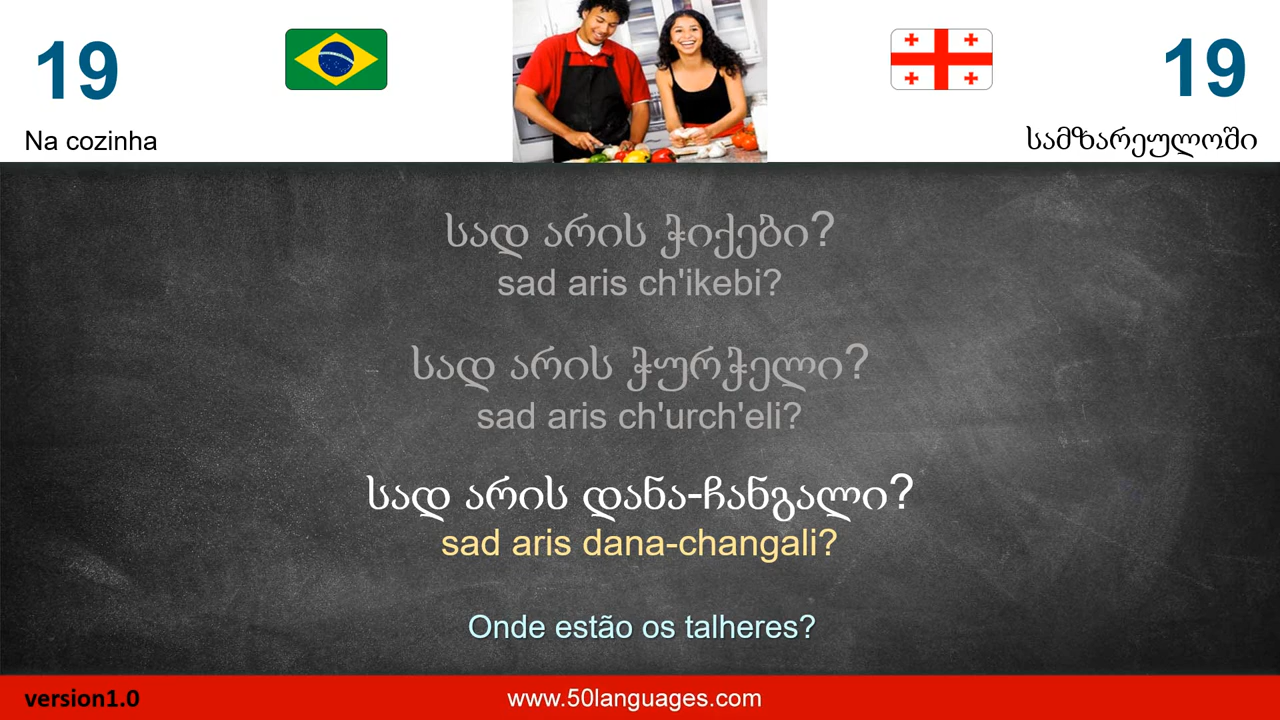 19
19
Na cozinha
სამზარეულოში
სად არის ჭიქები?
sad aris ch'ikebi?
სად არის ჭურჭელი?
sad aris ch'urch'eli?
სად არის დანა-ჩანგალი?
sad aris dana-changali?
Onde estão os talheres?
version1.0
www.50languages.com